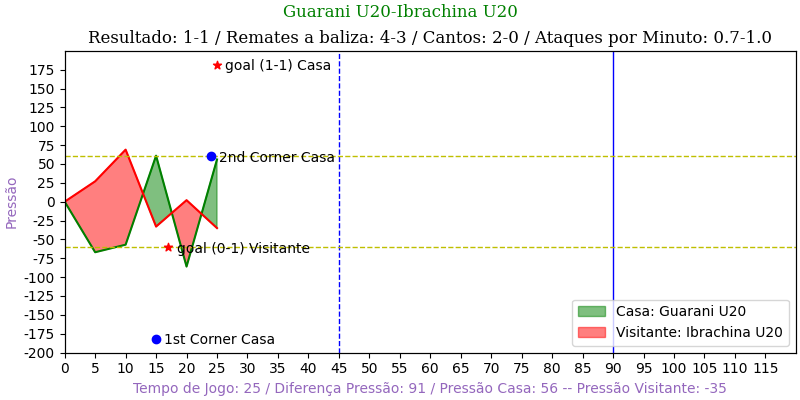 Guarani U20-Ibrachina U20
Resultado: 1-1 / Remates a baliza: 4-3 / Cantos: 2-0 / Ataques por Minuto: 0.7-1.0
Pressão
175
150
125
100
75
50
25
0
-25
-50
-75
-100
-125
-150
-175
-200
goal (1-1) Casa
2nd Corner Casa
goal (0-1) Visitante
1st Corner Casa
Casa: Guarani U20
Visitante: Ibrachina U20
0 5 10 15 20 25 30 35 40 45 50 55 60 65 70 75 80 85 90 95 100 105 110 115
Tempo de Jogo: 25 / Diferença Pressão: 91 / Pressão Casa: 56 -- Pressão Visitante: -35